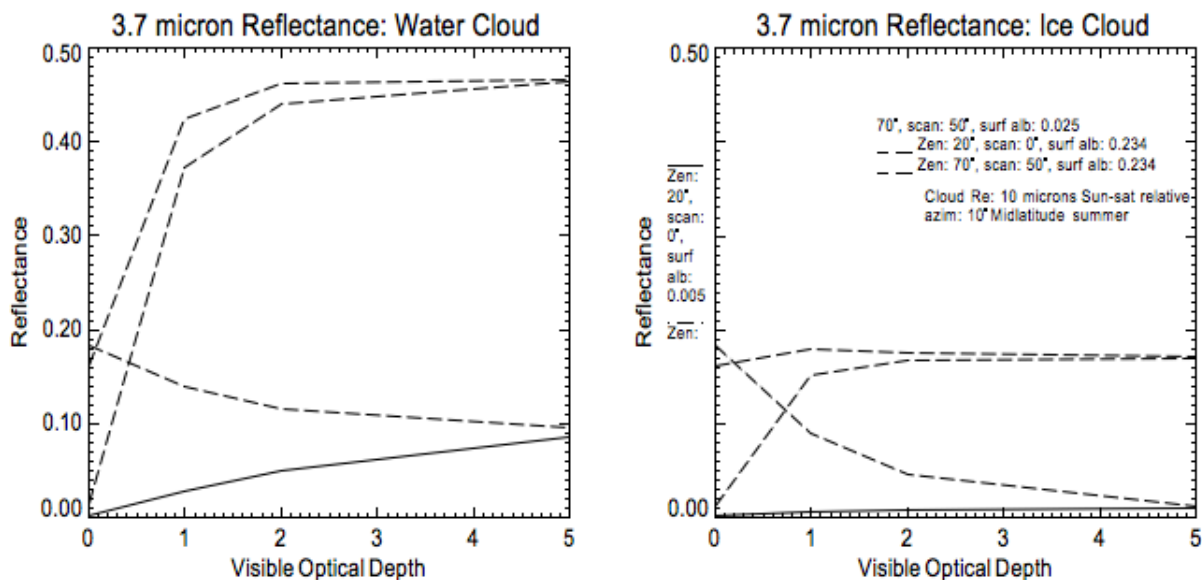 3.7 micron Reflectance: Water Cloud
0.50
0.40
0.30
0.20
0.10
0.00
Reflectance
0
1
2
3
4
5
Visible Optical Depth
3.7 micron Reflectance: Ice Cloud
0.50
70°, scan: 50°, surf alb: 0.025
Zen: 20°, scan: 0°, surf alb: 0.234
Zen: 70°, scan: 50°, surf alb: 0.234
Cloud Re: 10 microns Sun-sat relative
azim: 10° Midlatitude summer
Zen:
20°,
scan:
0°,
surf
alb:
0.005
Zen:
0.00
Reflectance
0
1
2
3
4
5
Visible Optical Depth